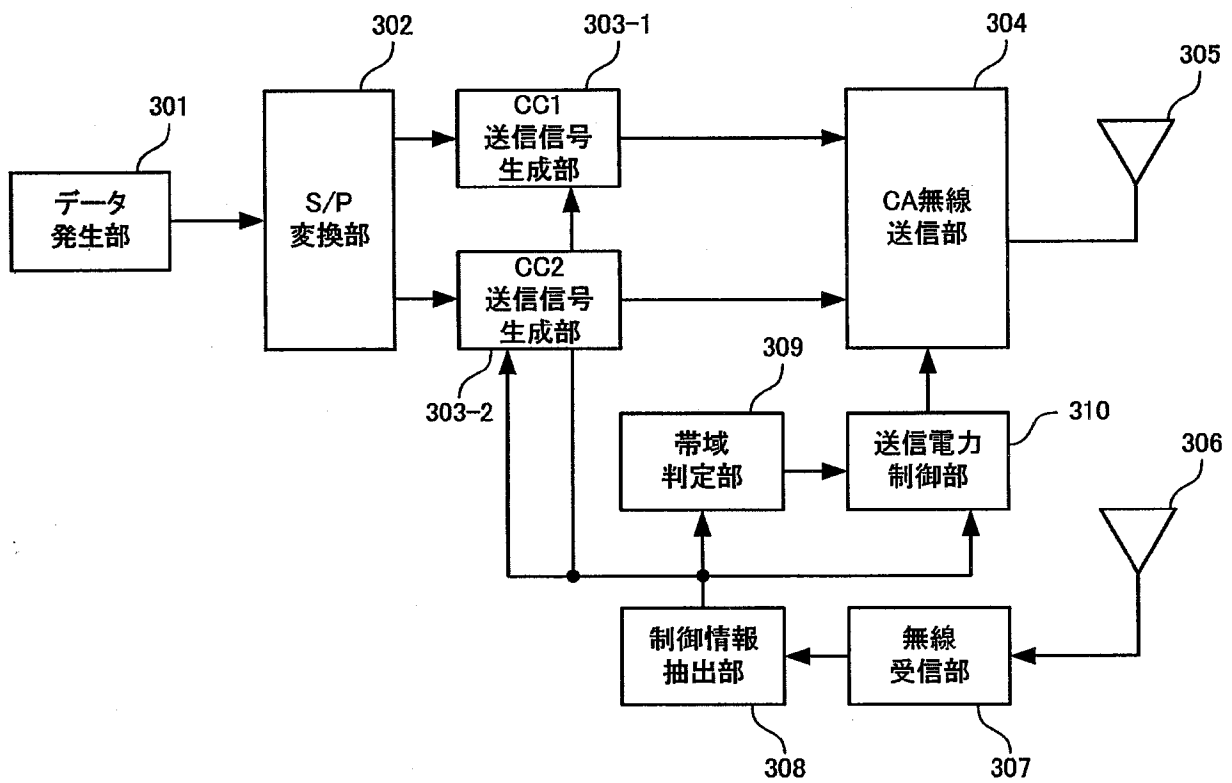 303-1
304
302
305
301
CC1
送信信号
生成部
データ
発生部
S/P
変換部
CA無線
送信部
CC2
送信信号
生成部
309
303-2
310
帯域
判定部
送信電力
制御部
306
制御情報
抽出部
無線
受信部
308
307